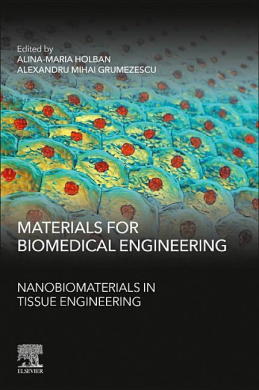 Edited by
ALINA-MARIA HOLBAN
ALEXANDRU MIHAI GRUMEZESCU
MATERIALS FOR
BIOMEDICAL ENGINEERING
NANOBIOMATERIALS IN
TISSUE ENGINEERING
ELSEVIER